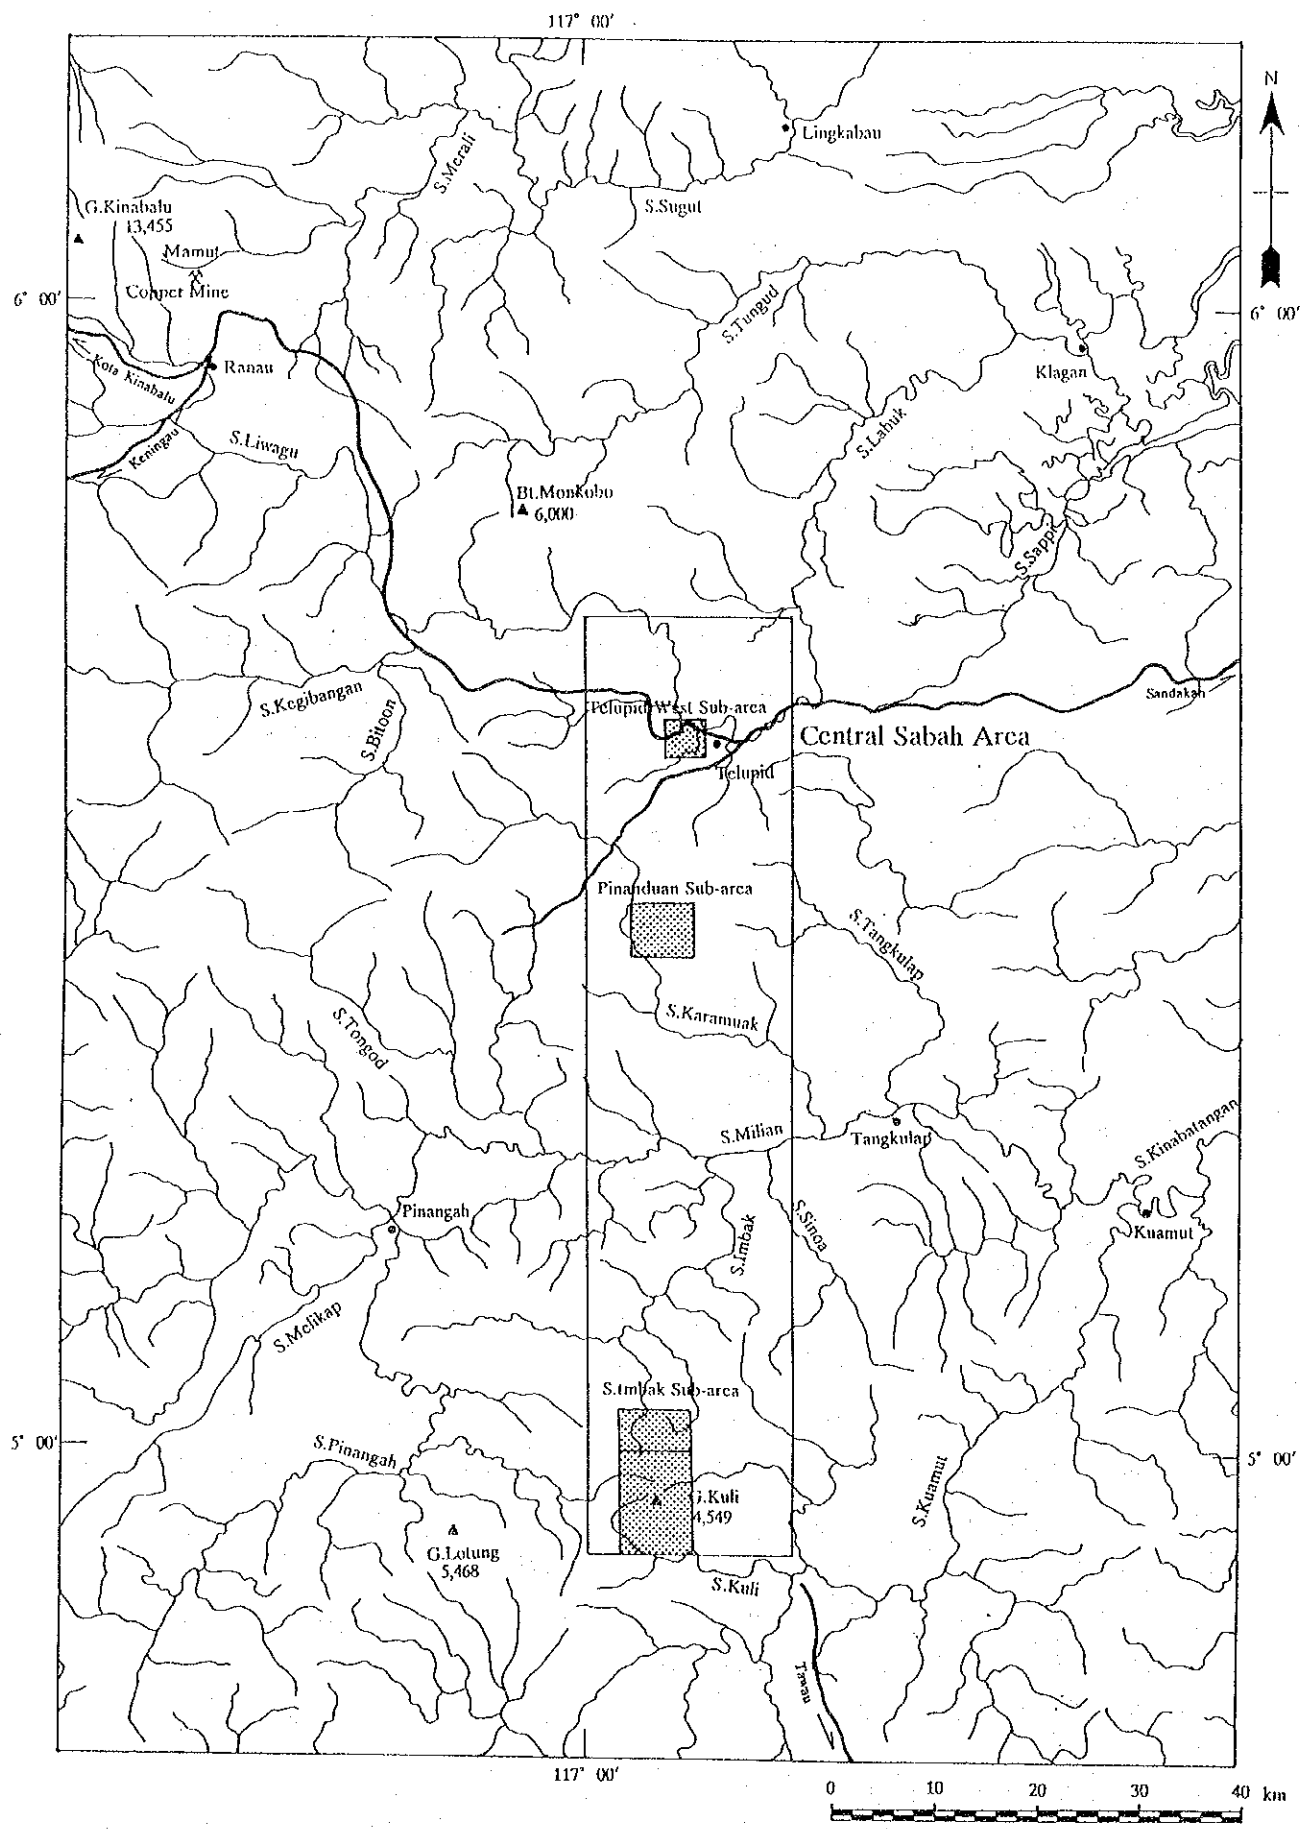 117° 00'
N
Lingkabau
S.Merali
S.Sugut
G.Kinabalu
13,455
Mamut
Copper Mine
6° 00'
6° 00'
S.Tungud
Kota Kinabalu
Ranau
Klagan
Keningau
S.Liwagu
S.Labuk
Bt.Monkobo
6,000
S.Sappi
S.Kegibangan
Sandakan
S.Bitoon
Telupid West Sub-area
Central Sabah Area
Telupid
Pinanduan Sub-area
S.Tangkulap
S.Tongod
S.Karamuak
S.Milian
Tangkulap
S.Kinabatangan
Pinangah
S.Imbak
S.Sinoa
Kuamut
S.Melikap
S.Imbak Sub-area
5° 00'
S.Pinangah
5° 00'
S.Kuamut
G.Kuli
4,549
G.Lotung
5,468
S.Kuli
Tawau
117° 00'
0 10 20 30 40 km